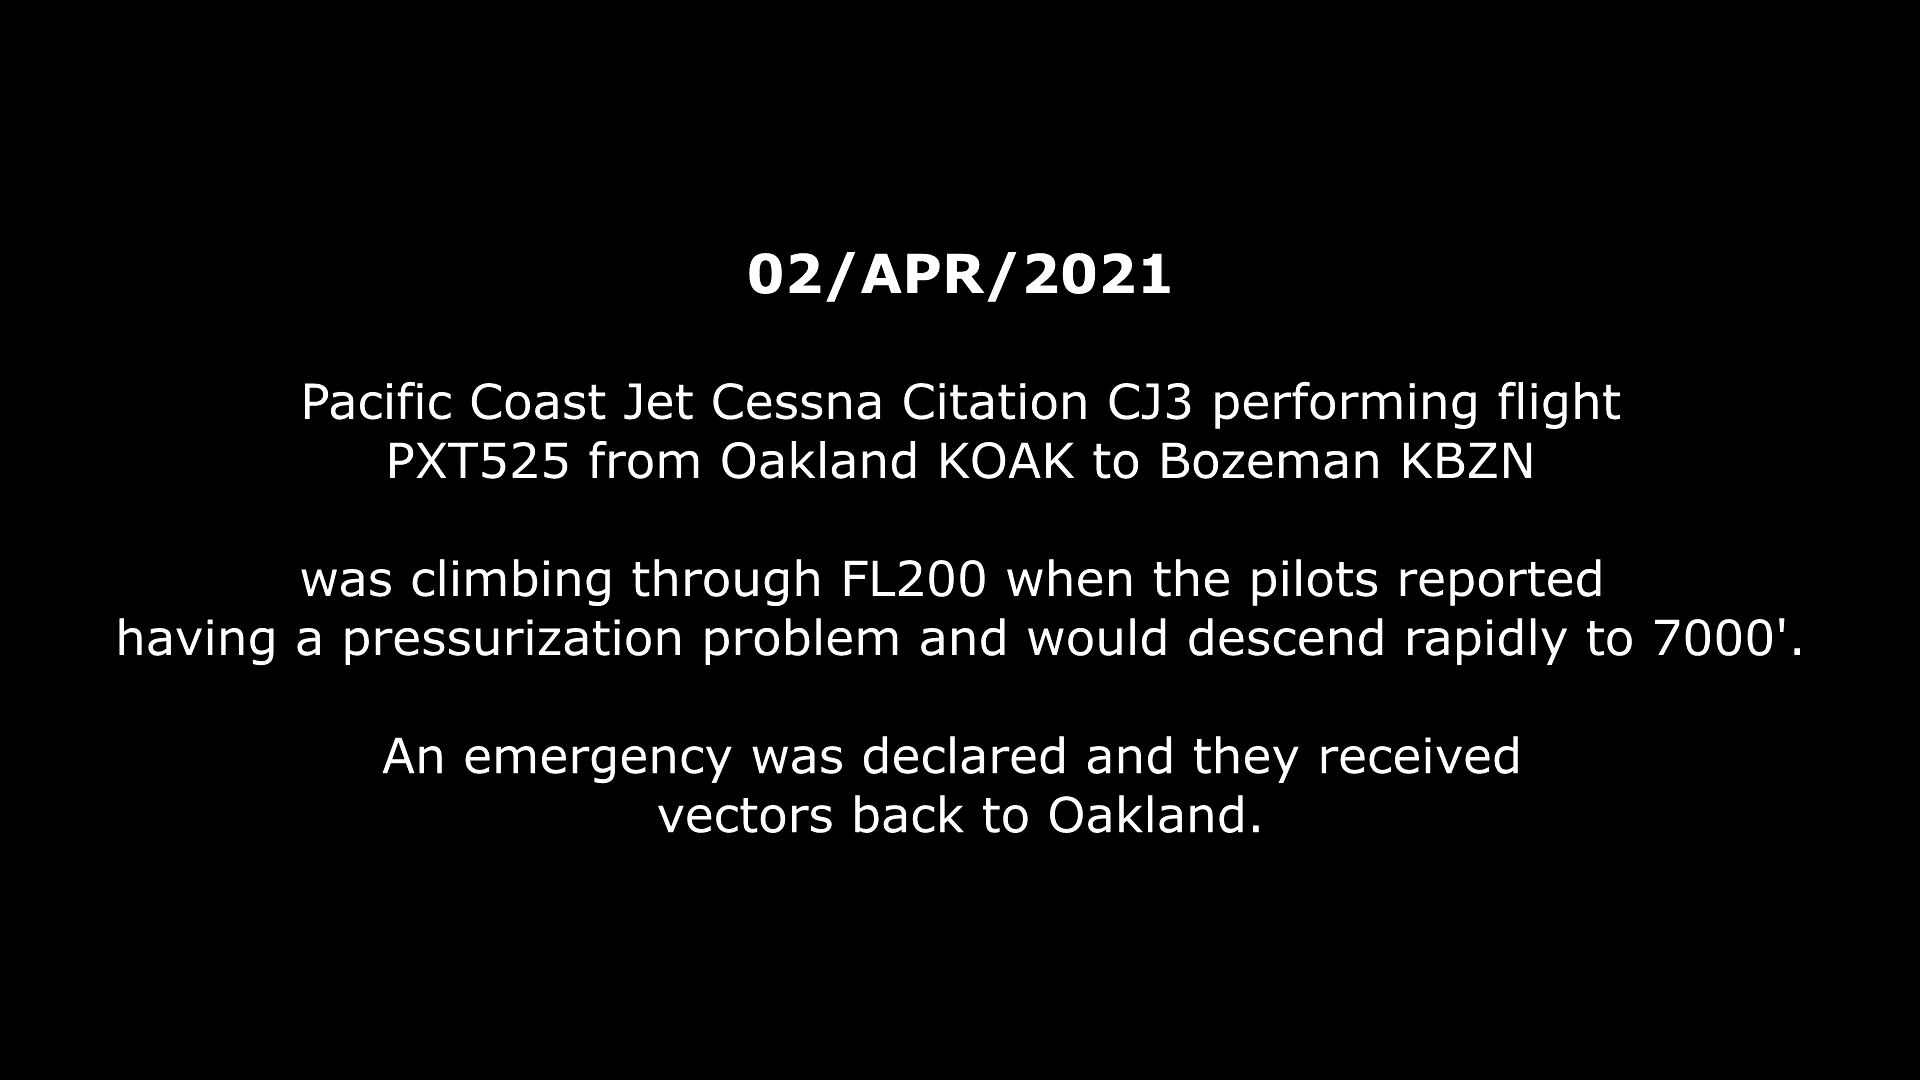 02/APR/2021
Pacific Coast Jet Cessna Citation CJ3 performing flight
PXT525 from Oakland KOAK to Bozeman KBZN
was climbing through FL200 when the pilots reported
having a pressurization problem and would descend rapidly to 7000'.
An emergency was declared and they received
vectors back to Oakland.